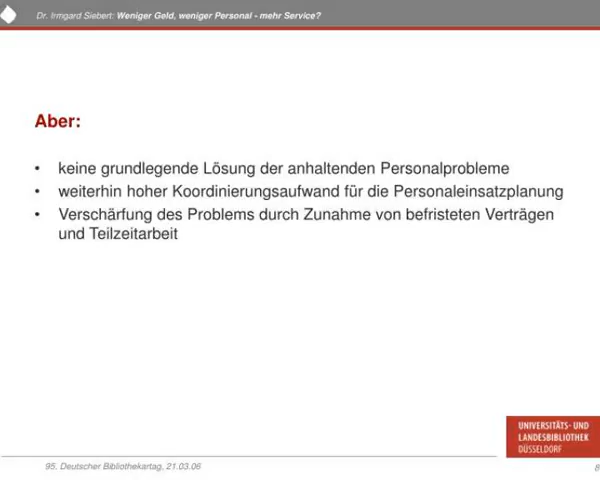 Dr. Irmgard Siebert: Weniger Geld, weniger Personal - mehr Service?
Aber:
• keine grundlegende Lösung der anhaltenden Personalprobleme
• weiterhin hoher Koordinierungsaufwand für die Personaleinsatzplanung
• Verschärfung des Problems durch Zunahme von befristeten Verträgen
und Teilzeitarbeit
UNIVERSITÄTS- UND
LANDESBIBLIOTHEK
DÜSSELDORF
95. Deutscher Bibliothekartag, 21.03.06
8